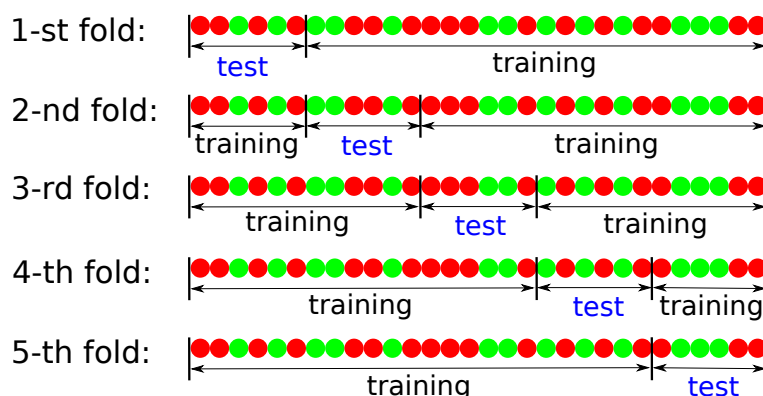 1-st fold:
test training
2-nd fold:
training test training
3-rd fold:
training test training
4-th fold:
training test training
5-th fold:
training test